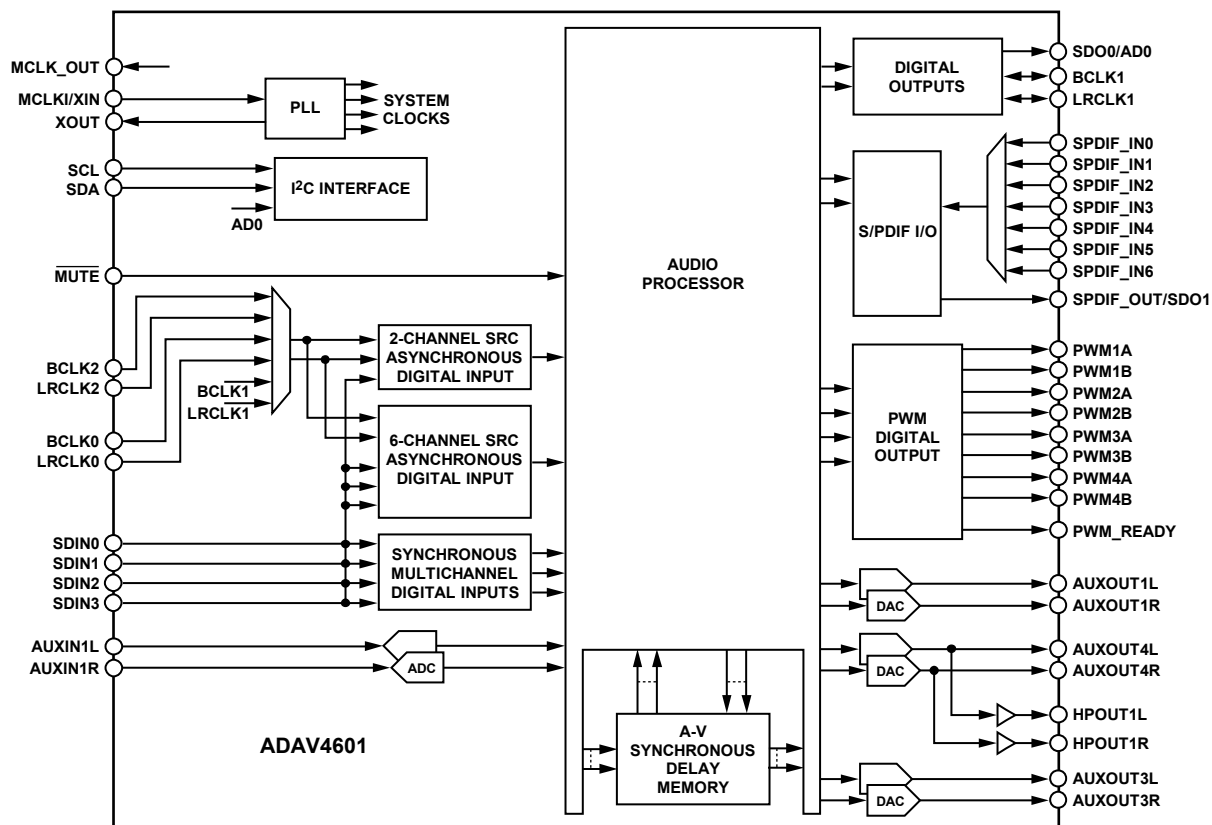 MCLK_OUT
MCLKI/XIN
XOUT
PLL
SYSTEM
CLOCKS
SCL
SDA
I²C INTERFACE
AD0
MUTE
BCLK2
LRCLK2
BCLK1
LRCLK1
BCLK0
LRCLK0
2-CHANNEL SRC
ASYNCHRONOUS
DIGITAL INPUT
6-CHANNEL SRC
ASYNCHRONOUS
DIGITAL INPUT
SDIN0
SDIN1
SDIN2
SDIN3
SYNCHRONOUS
MULTICHANNEL
DIGITAL INPUTS
AUXIN1L
AUXIN1R
ADC
ADAV4601
AUDIO
PROCESSOR
A-V
SYNCHRONOUS
DELAY
MEMORY
DIGITAL
OUTPUTS
SDO0/AD0
BCLK1
LRCLK1
S/PDIF I/O
SPDIF_IN0
SPDIF_IN1
SPDIF_IN2
SPDIF_IN3
SPDIF_IN4
SPDIF_IN5
SPDIF_IN6
SPDIF_OUT/SDO1
PWM
DIGITAL
OUTPUT
PWM1A
PWM1B
PWM2A
PWM2B
PWM3A
PWM3B
PWM4A
PWM4B
PWM_READY
DAC
AUXOUT1L
AUXOUT1R
DAC
AUXOUT4L
AUXOUT4R
HPOUT1L
HPOUT1R
DAC
AUXOUT3L
AUXOUT3R